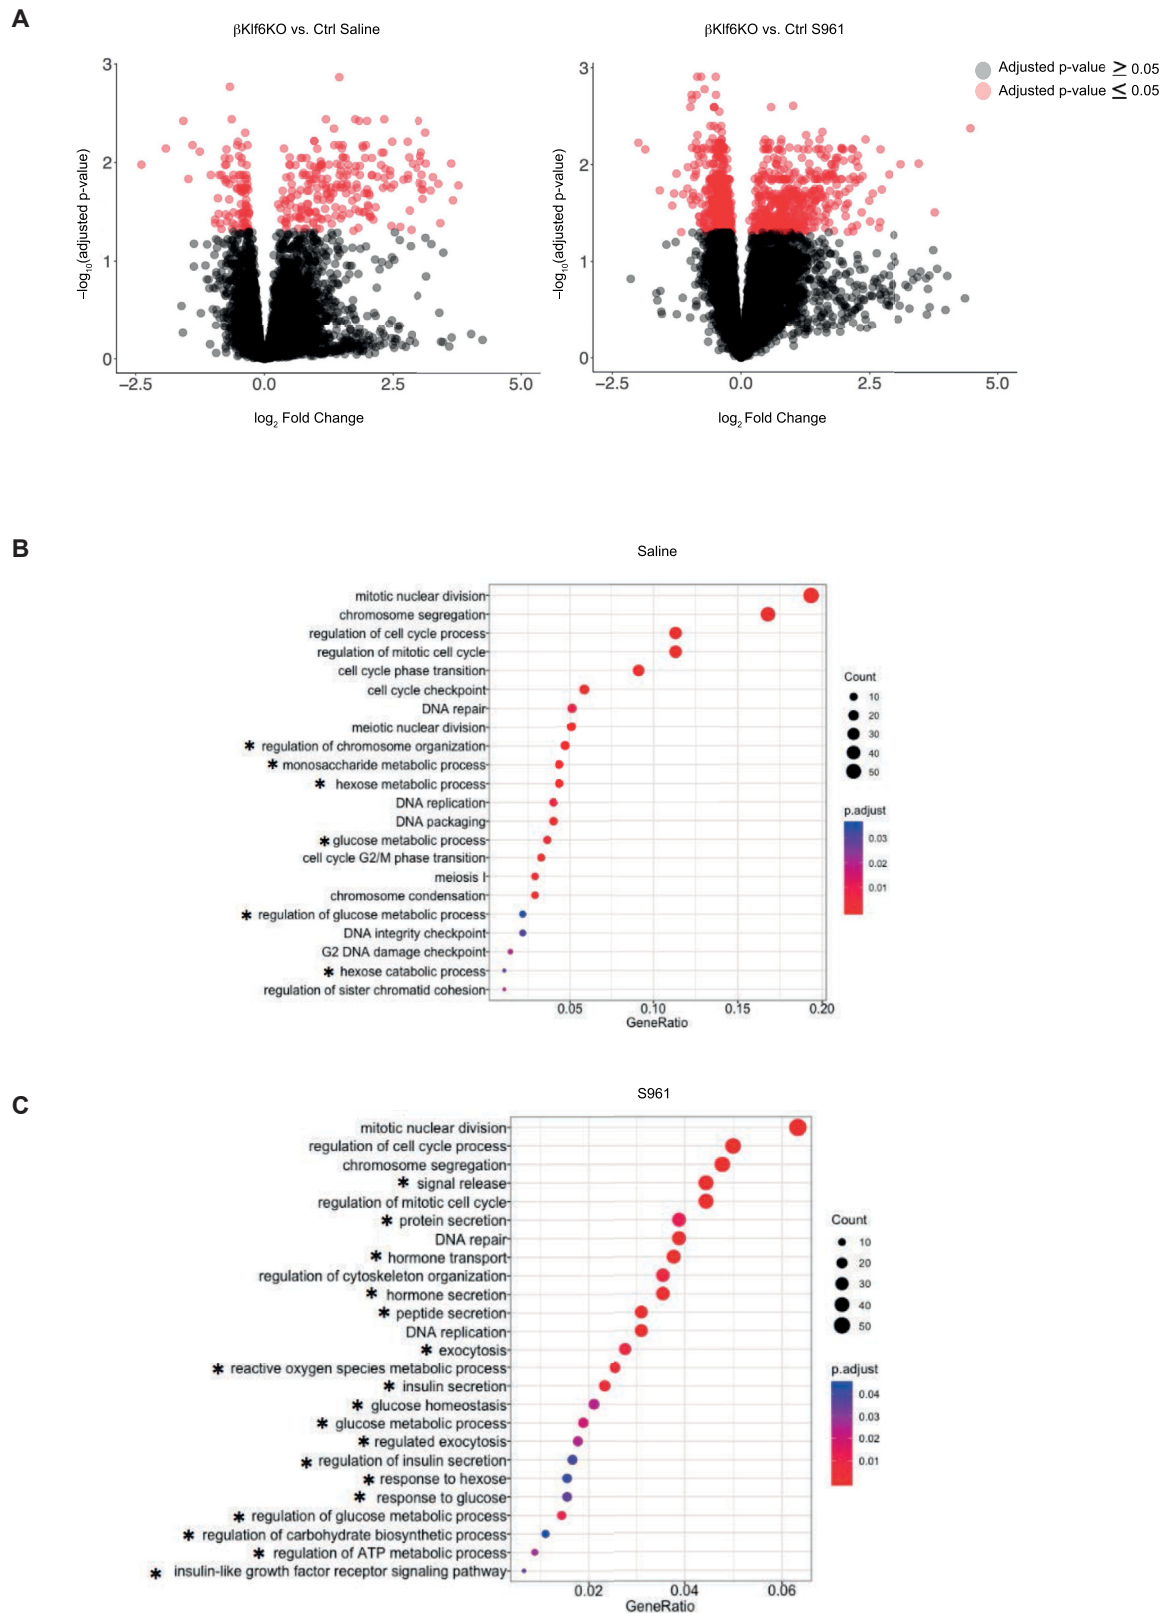 A
βKlf6KO vs. Ctrl Saline
βKlf6KO vs. Ctrl S961
Adjusted p-value ≥ 0.05
Adjusted p-value ≤ 0.05
3
2
1
0
−log10(adjusted p-value)
−2.5 0.0 2.5 5.0
log2 Fold Change
3
2
1
0
−log10(adjusted p-value)
−2.5 0.0 2.5 5.0
log2 Fold Change
B
Saline
mitotic nuclear division
chromosome segregation
regulation of cell cycle process
regulation of mitotic cell cycle
cell cycle phase transition
cell cycle checkpoint
DNA repair
meiotic nuclear division
* regulation of chromosome organization
* monosaccharide metabolic process
* hexose metabolic process
DNA replication
DNA packaging
* glucose metabolic process
cell cycle G2/M phase transition
meiosis I
chromosome condensation
* regulation of glucose metabolic process
DNA integrity checkpoint
G2 DNA damage checkpoint
* hexose catabolic process
regulation of sister chromatid cohesion
0.05 0.10 0.15 0.20
GeneRatio
Count
10
20
30
40
50
p.adjust
0.03
0.02
0.01
C
S961
mitotic nuclear division
regulation of cell cycle process
chromosome segregation
* signal release
regulation of mitotic cell cycle
* protein secretion
DNA repair
* hormone transport
regulation of cytoskeleton organization
* hormone secretion
* peptide secretion
DNA replication
* exocytosis
* reactive oxygen species metabolic process
* insulin secretion
* glucose homeostasis
* glucose metabolic process
* regulated exocytosis
* regulation of insulin secretion
* response to hexose
* response to glucose
* regulation of glucose metabolic process
* regulation of carbohydrate biosynthetic process
* regulation of ATP metabolic process
* insulin-like growth factor receptor signaling pathway
0.02 0.04 0.06
GeneRatio
Count
10
20
30
40
50
p.adjust
0.04
0.03
0.02
0.01